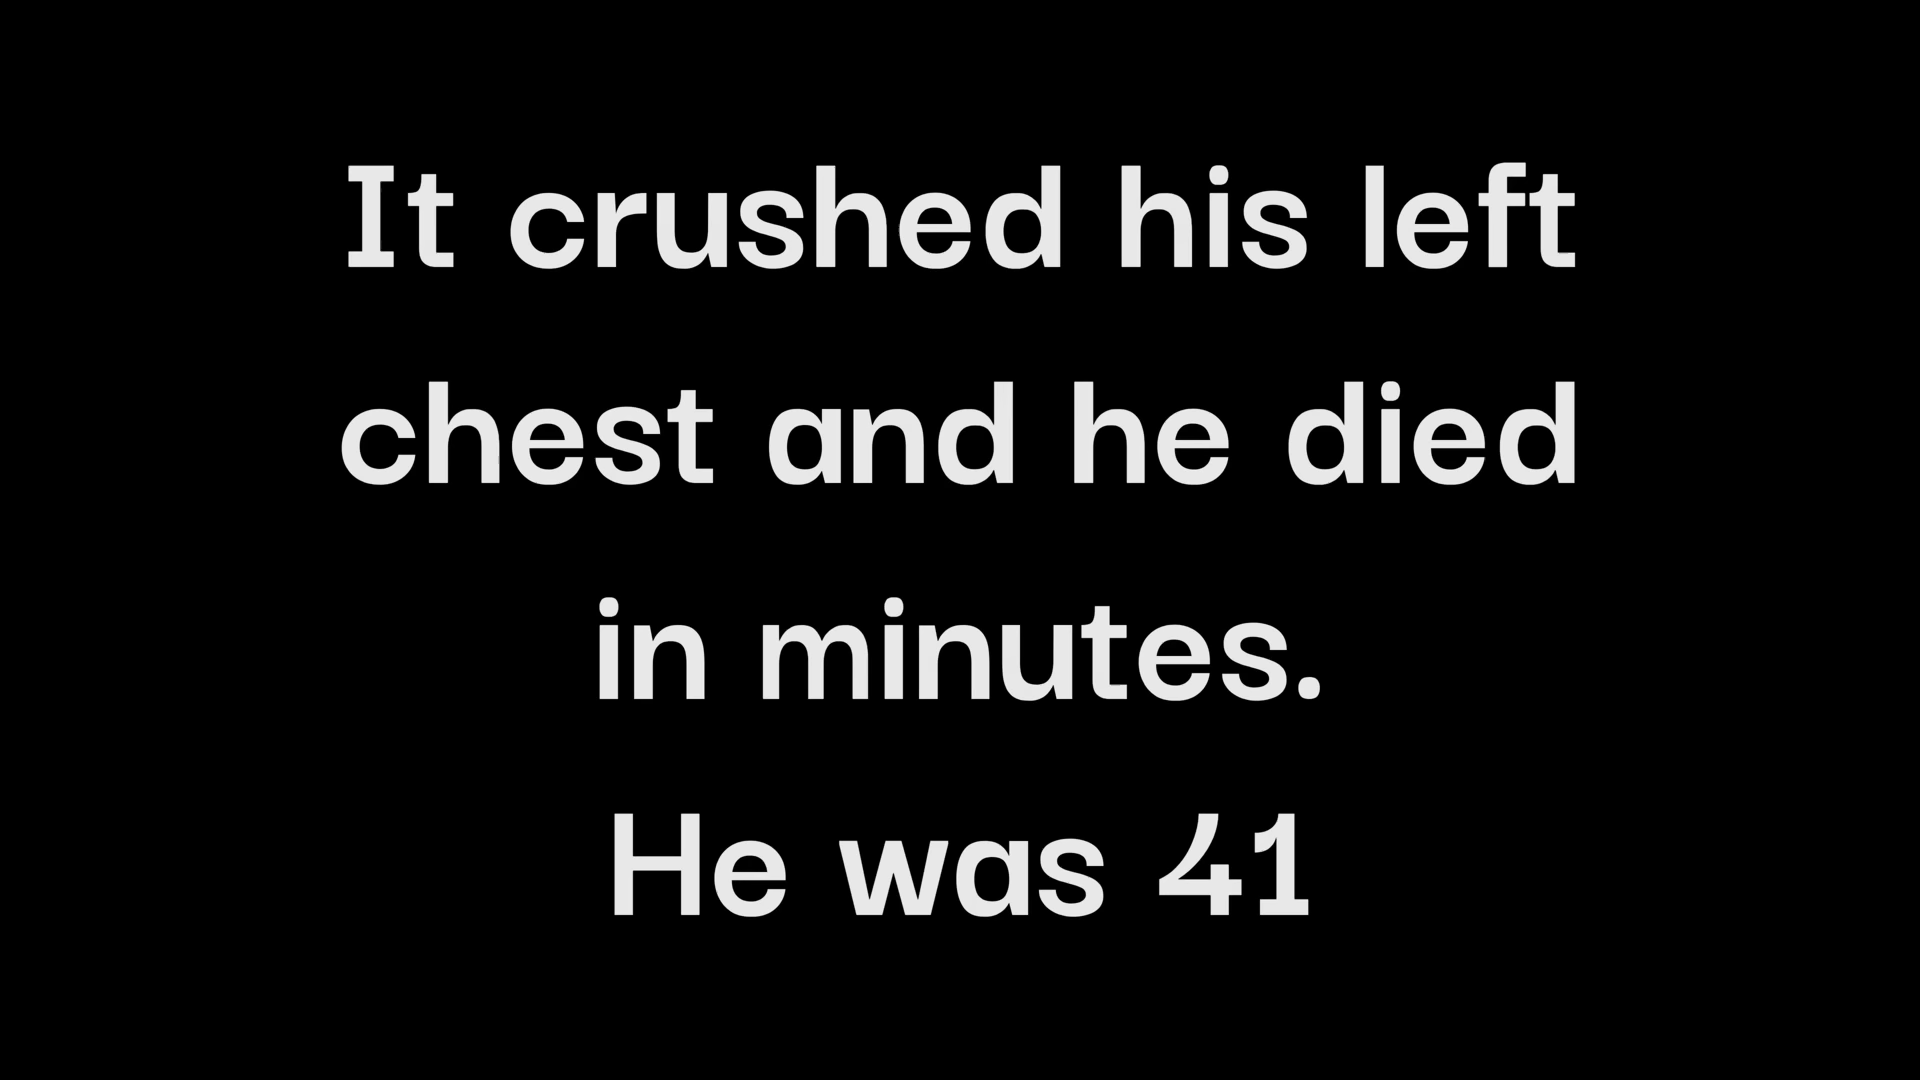 It crushed his left
chest and he died
in minutes.
He was 41